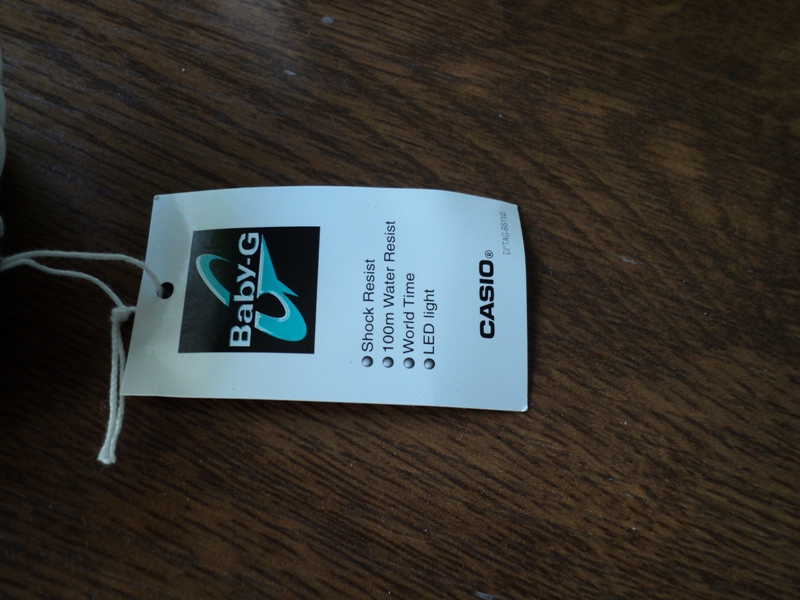 Baby-G
Shock Resist
100m Water Resist
World Time
LED light
CASIO®